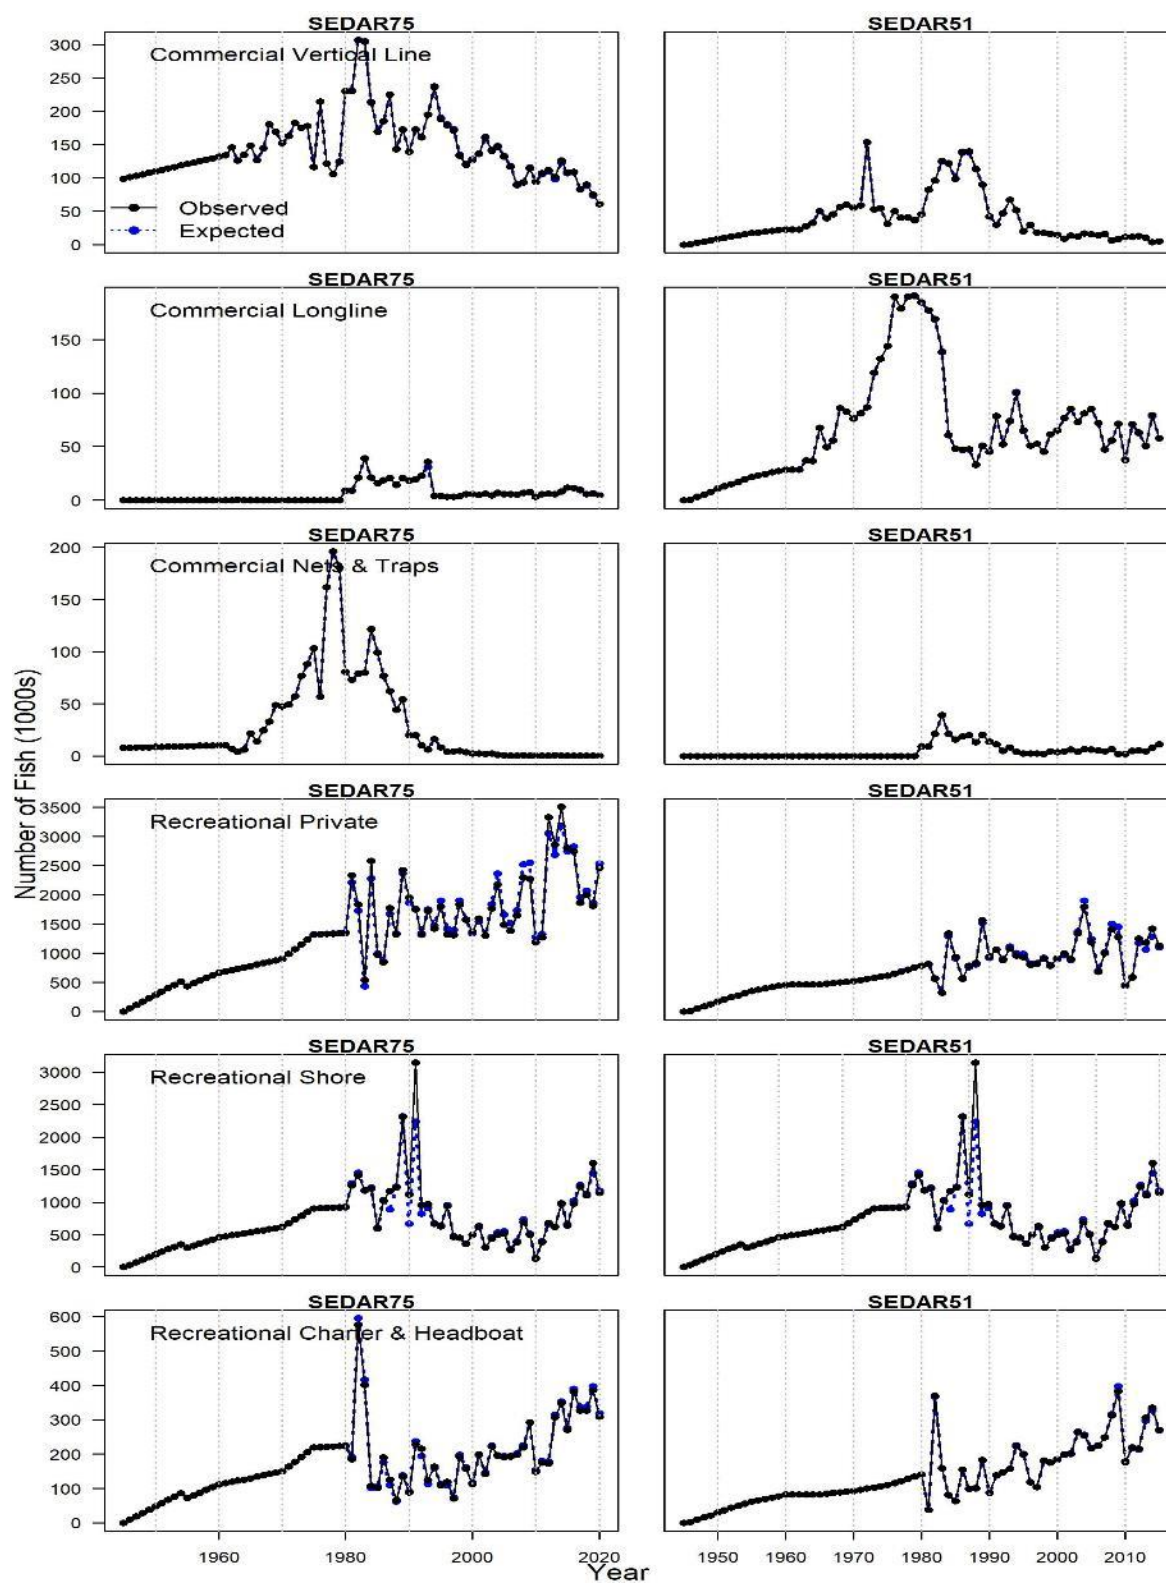 SEDAR75 SEDAR51
Commercial Vertical Line
300
250
200
150
100
50
0
Observed
Expected
SEDAR75 SEDAR51
Commercial Longline
150
100
50
0
SEDAR75 SEDAR51
Commercial Nets & Traps
200
150
100
50
0
Number of Fish (1000s)
SEDAR75 SEDAR51
Recreational Private
3500
3000
2500
2000
1500
1000
500
0
SEDAR75 SEDAR51
Recreational Shore
3000
2500
2000
1500
1000
500
0
SEDAR75 SEDAR51
Recreational Charter & Headboat
600
500
400
300
200
100
0
1960 1980 2000 2020 1950 1960 1970 1980 1990 2000 2010
Year